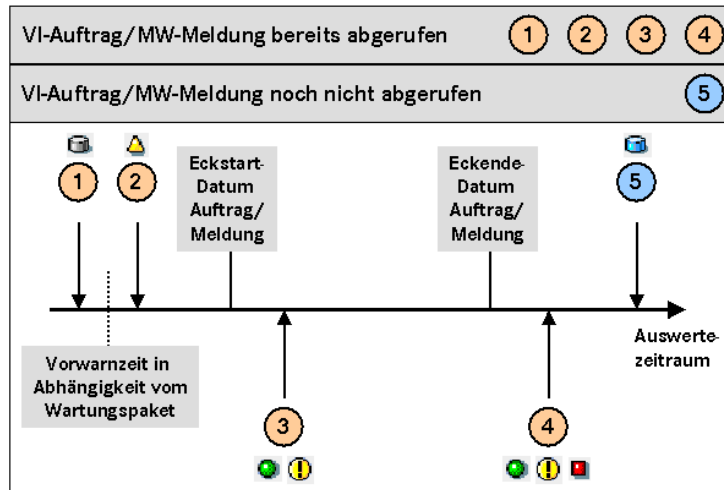 VI-Auftrag/MW-Meldung bereits abgerufen 1 2 3 4
VI-Auftrag/MW-Meldung noch nicht abgerufen 5
1 2
Eckstart-
Datum
Auftrag/
Meldung
Eckende-
Datum
Auftrag/
Meldung
5
Auswerte-
zeitraum
Vorwarnzeit in
Abhängigkeit vom
Wartungspaket
3
4